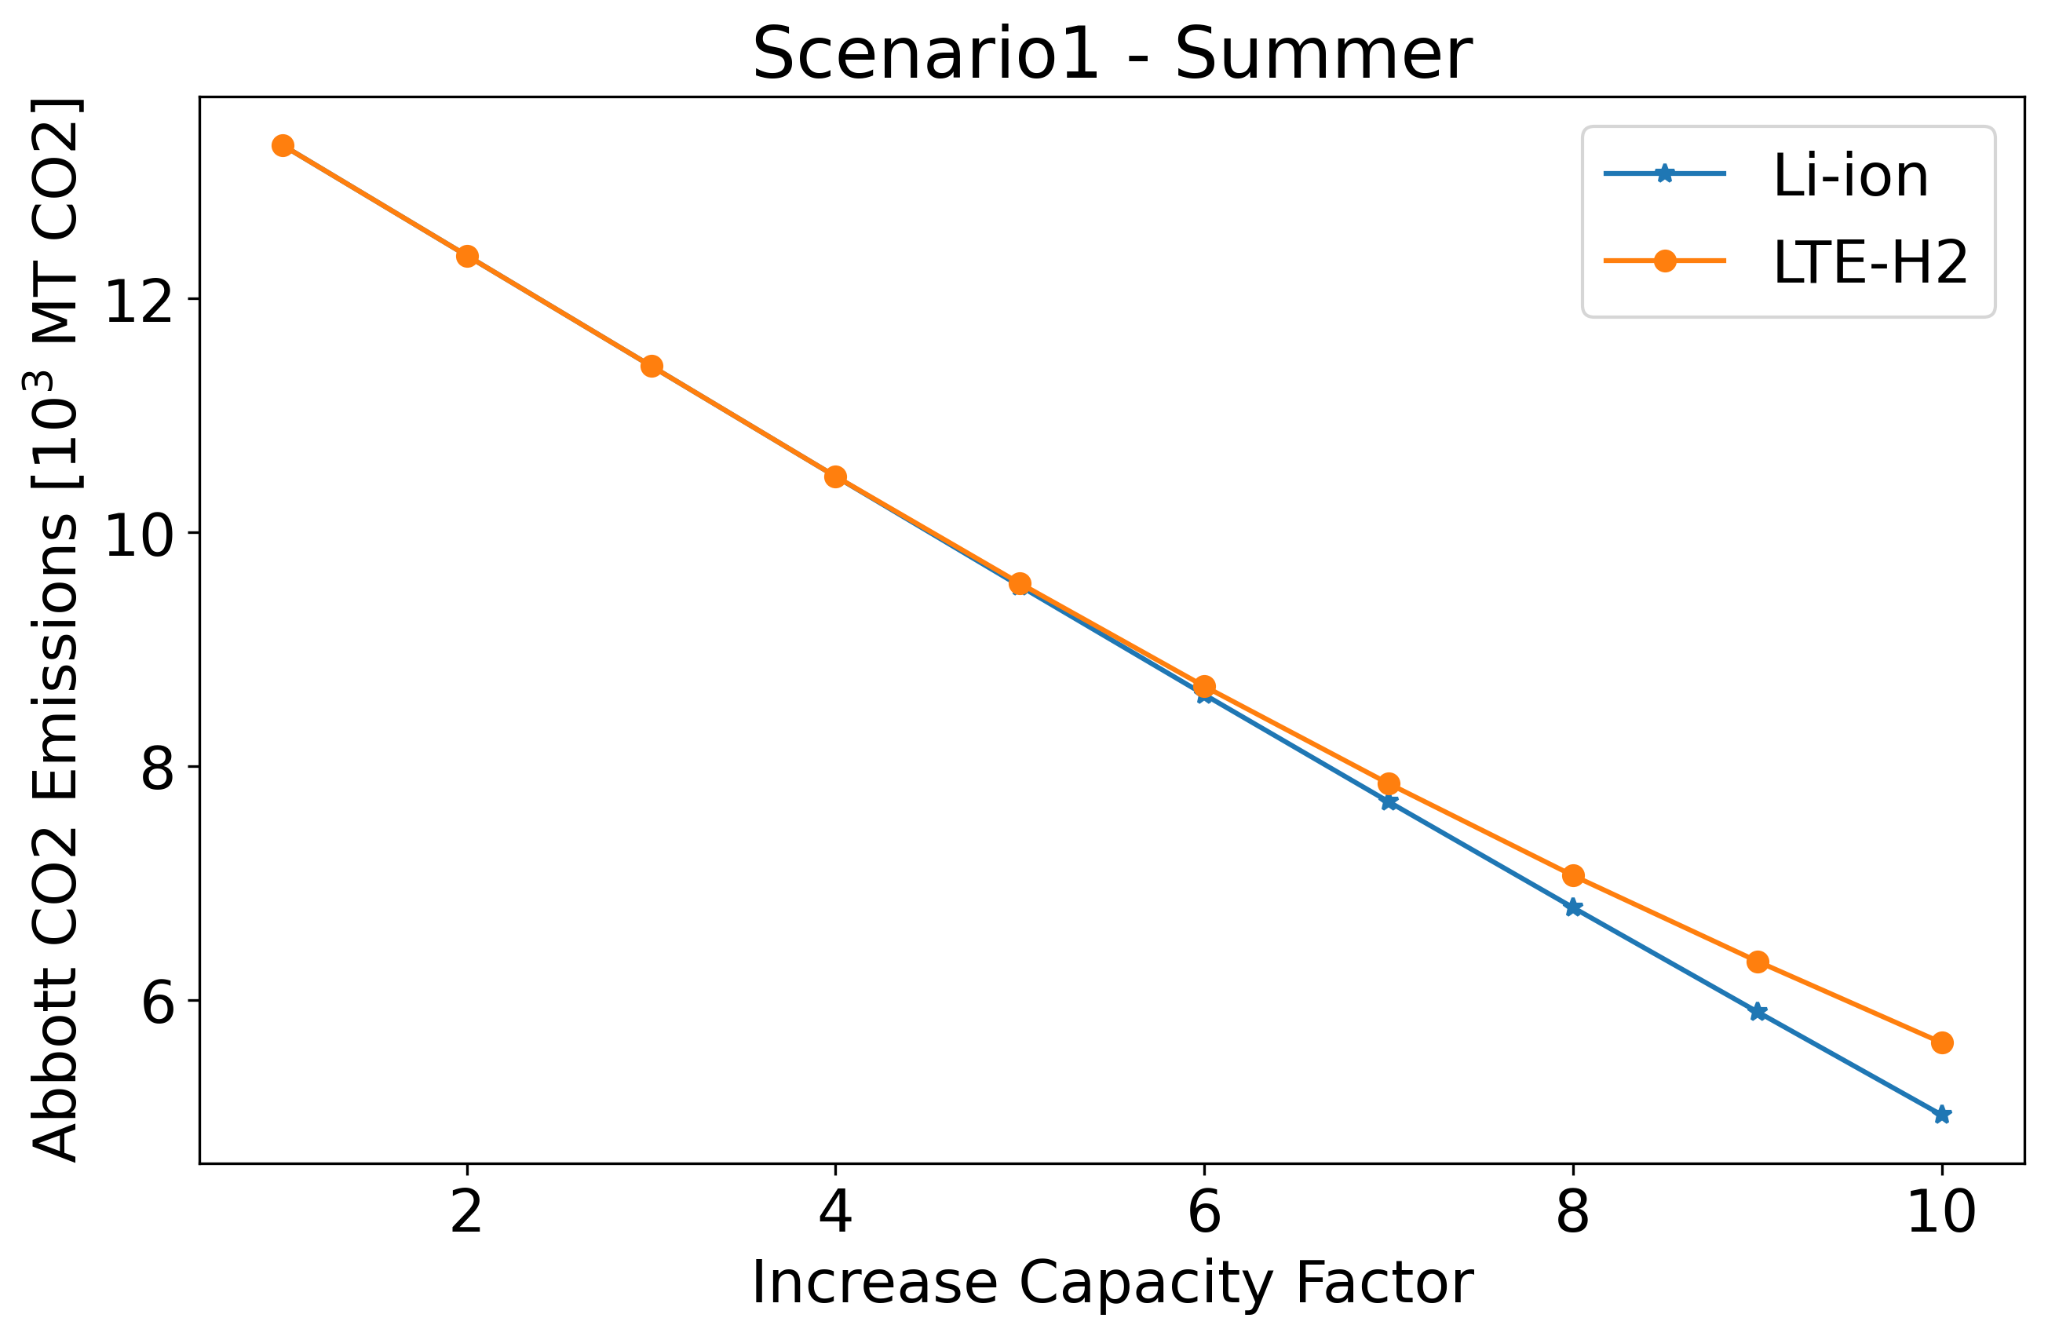 Scenario1 - Summer
Abbott CO2 Emissions [10³ MT CO2]
12
10
8
6
Li-ion
LTE-H2
2 4 6 8 10
Increase Capacity Factor